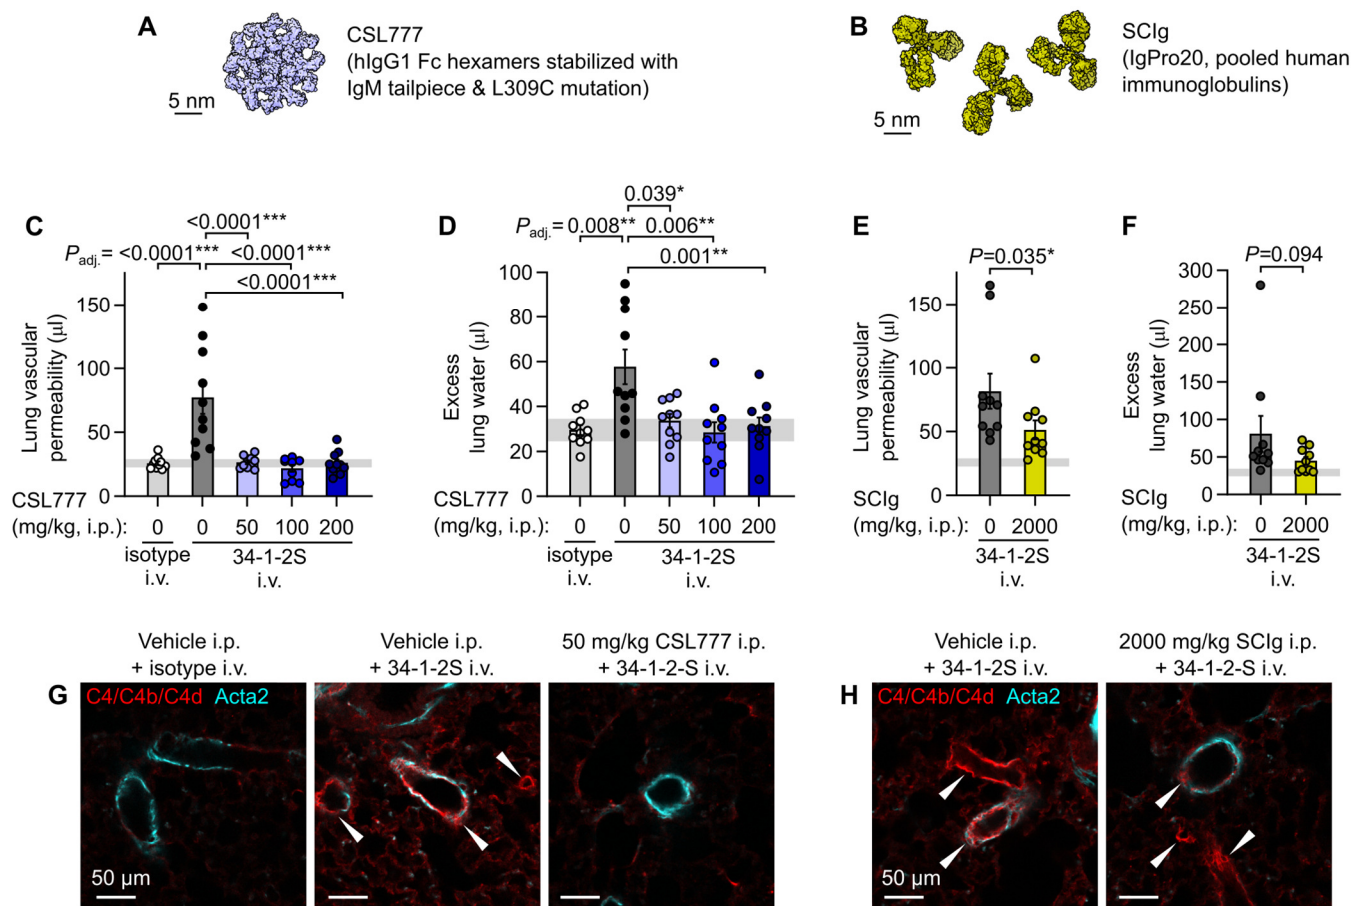 A
CSL777
(hIgG1 Fc hexamers stabilized with
IgM tailpiece & L309C mutation)
5 nm
B
SCIg
(IgPro20, pooled human
immunoglobulins)
5 nm
C
<0.0001***
Padj.= <0.0001*** <0.0001***
<0.0001***
Lung vascular
permeability (µl)
150
100
50
0
CSL777
(mg/kg, i.p.): 0 0 50 100 200
isotype
i.v.
34-1-2S
i.v.
D
0.039*
Padj.= 0.008** 0.006**
0.001**
Excess
lung water (µl)
100
80
60
40
20
0
CSL777
(mg/kg, i.p.): 0 0 50 100 200
isotype
i.v.
34-1-2S
i.v.
E
P=0.035*
Lung vascular
permeability (µl)
150
100
50
0
SCIg
(mg/kg, i.p.): 0 2000
34-1-2S
i.v.
F
P=0.094
Excess
lung water (µl)
300
250
200
150
100
50
0
SCIg
(mg/kg, i.p.): 0 2000
34-1-2S
i.v.
G
Vehicle i.p.
+ isotype i.v.
Vehicle i.p.
+ 34-1-2S i.v.
50 mg/kg CSL777 i.p.
+ 34-1-2-S i.v.
C4/C4b/C4d Acta2
50 µm
H
Vehicle i.p.
+ 34-1-2S i.v.
2000 mg/kg SCIg i.p.
+ 34-1-2-S i.v.
C4/C4b/C4d Acta2
50 µm